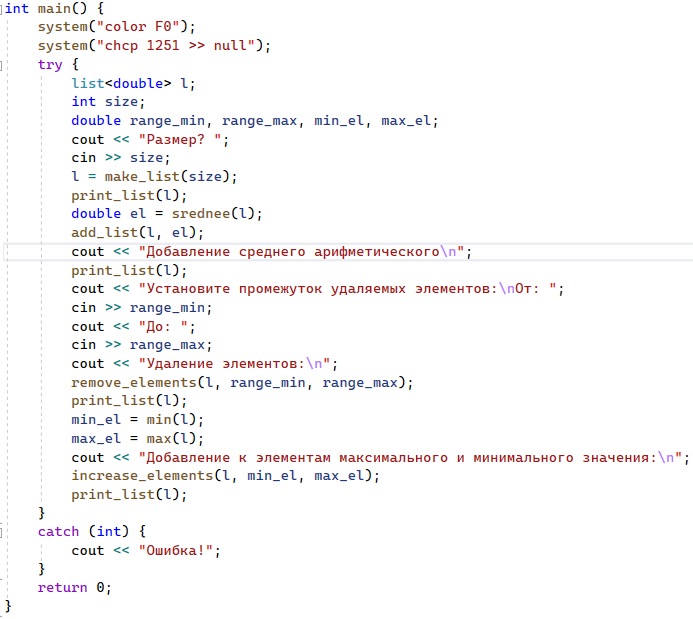 int main() {
    system("color F0");
    system("chcp 1251 >> null");
    try {
        list<double> l;
        int size;
        double range_min, range_max, min_el, max_el;
        cout << "Размер? ";
        cin >> size;
        l = make_list(size);
        print_list(l);
        double el = srednee(l);
        add_list(l, el);
        cout << "Добавление среднего арифметического\n";
        print_list(l);
        cout << "Установите промежуток удаляемых элементов:\nОт: ";
        cin >> range_min;
        cout << "До: ";
        cin >> range_max;
        cout << "Удаление элементов:\n";
        remove_elements(l, range_min, range_max);
        print_list(l);
        min_el = min(l);
        max_el = max(l);
        cout << "Добавление к элементам максимального и минимального значения:\n";
        increase_elements(l, min_el, max_el);
        print_list(l);
    }
    catch (int) {
        cout << "Ошибка!";
    }
    return 0;
}